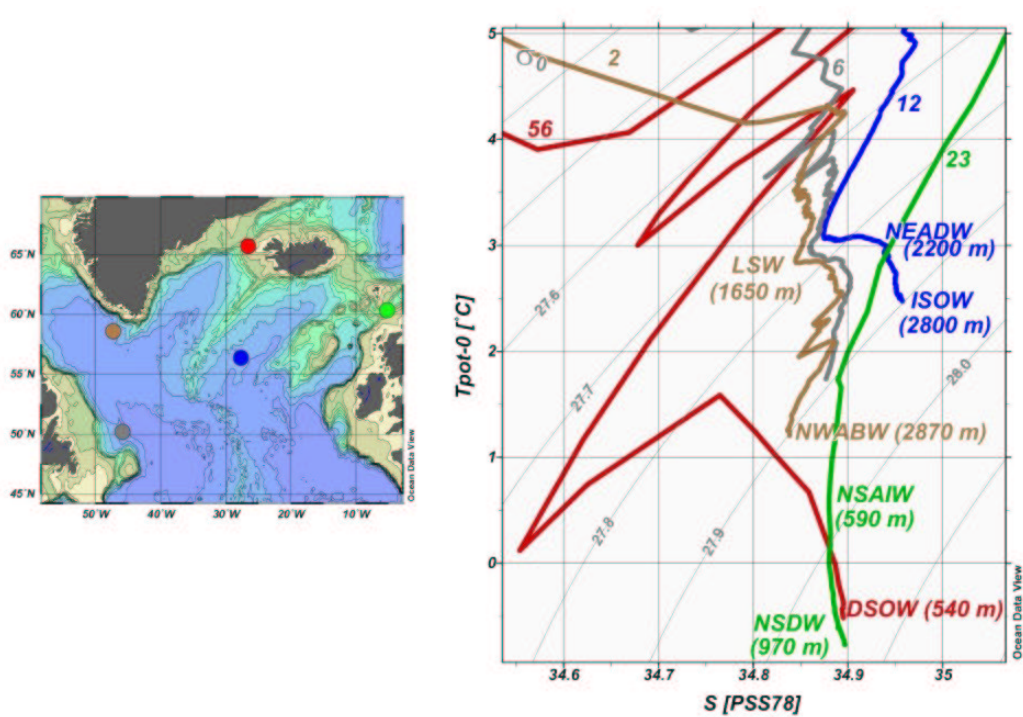 65°N
60°N
55°N
50°N
45°N
50°W
40°W
30°W
20°W
10°W
Ocean Data View
5
4
3
2
1
0
Tpot-0 [°C]
σ0
2
56
6
12
23
NEADW
(2200 m)
LSW
(1650 m)
ISOW
(2800 m)
27.6
27.7
28.0
NWABW (2870 m)
NSAIW
(590 m)
27.8
27.9
DSOW (540 m)
NSDW
(970 m)
34.6
34.7
34.8
34.9
35
S [PSS78]
Ocean Data View